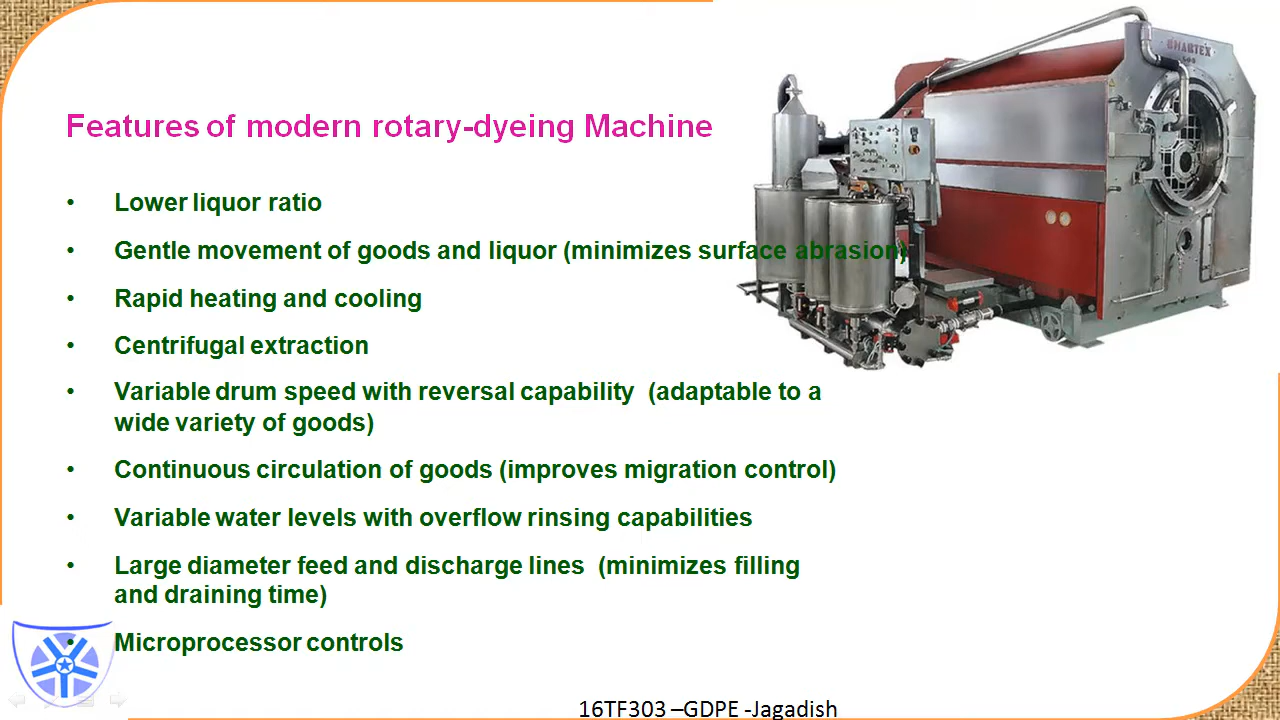 SMARTEX
Features of modern rotary-dyeing Machine
• Lower liquor ratio
• Gentle movement of goods and liquor (minimizes surface abrasion)
• Rapid heating and cooling
• Centrifugal extraction
• Variable drum speed with reversal capability (adaptable to a
wide variety of goods)
• Continuous circulation of goods (improves migration control)
• Variable water levels with overflow rinsing capabilities
• Large diameter feed and discharge lines (minimizes filling
and draining time)
• Microprocessor controls
16TF303 –GDPE -Jagadish